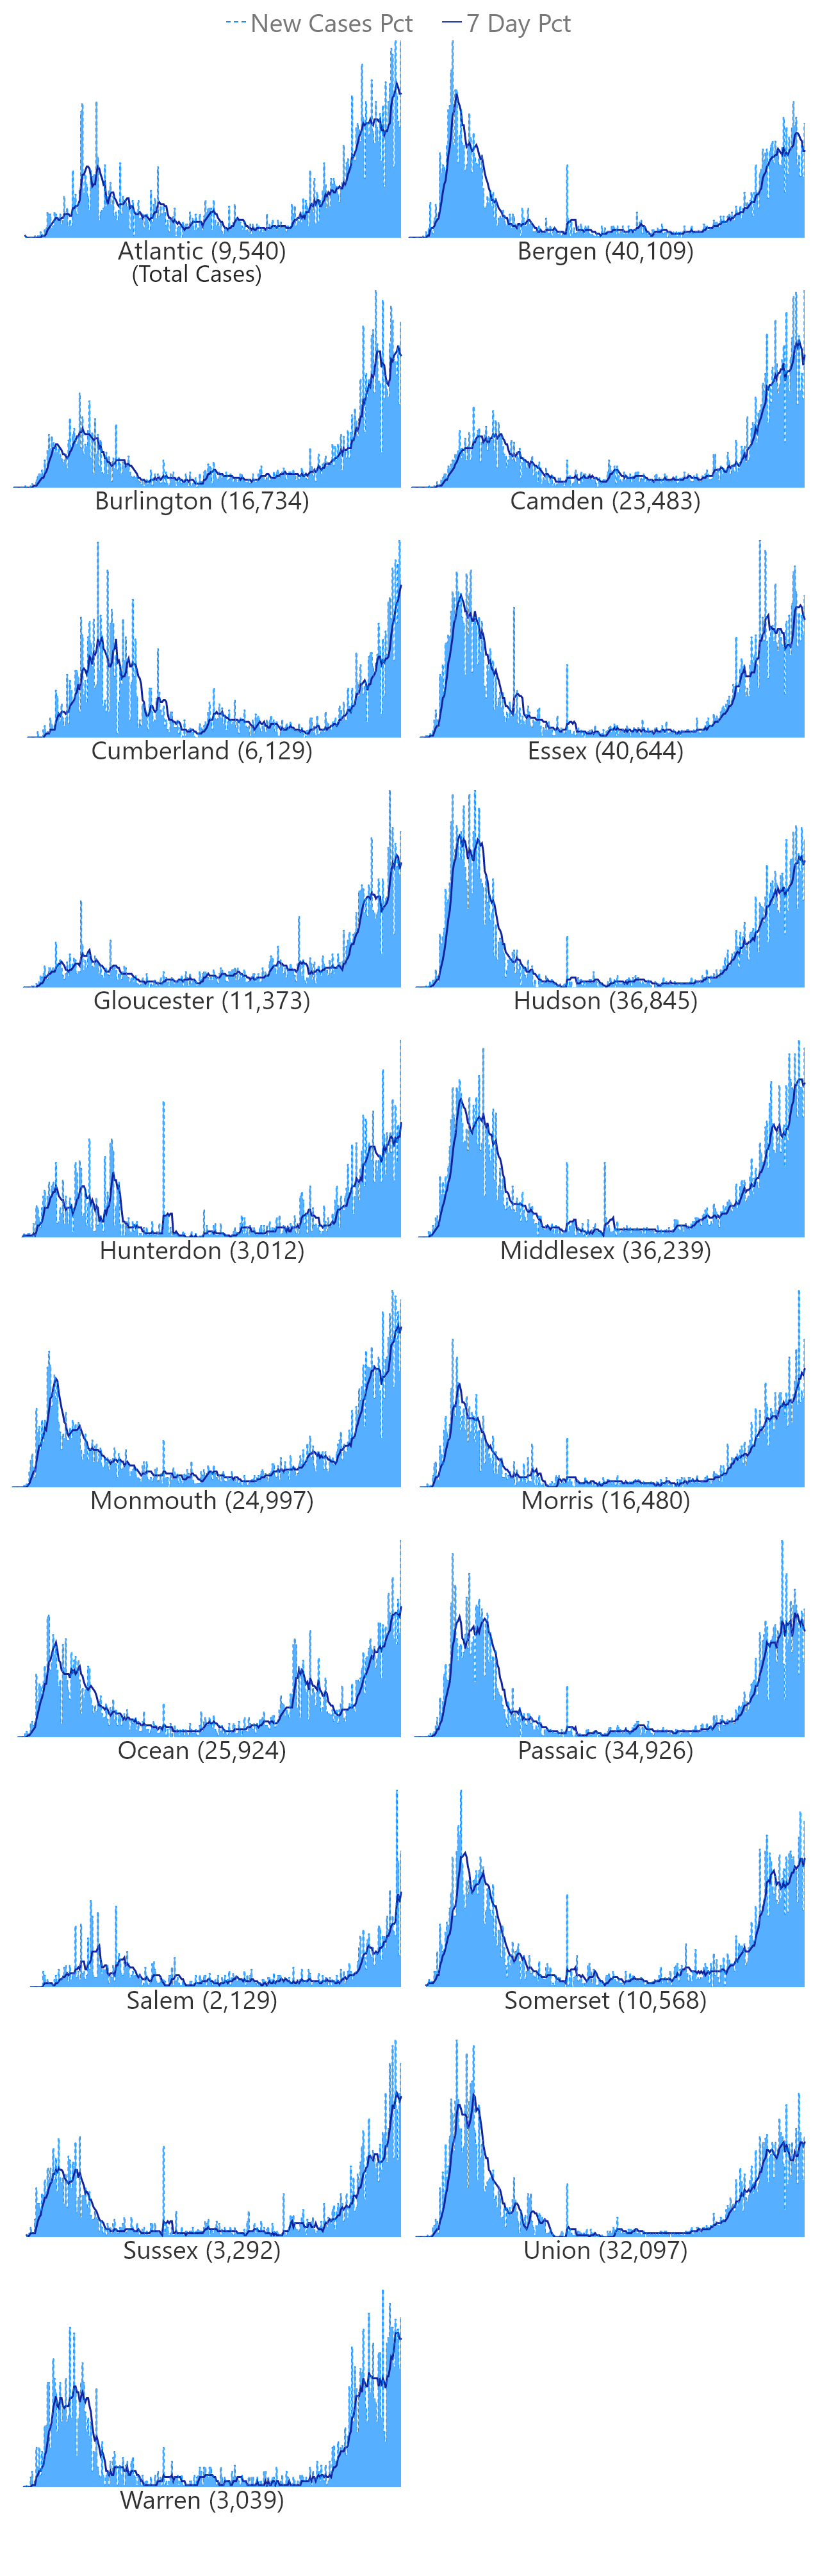 New Cases Pct 7 Day Pct
Atlantic (9,540) Bergen (40,109)
(Total Cases)
Burlington (16,734) Camden (23,483)
Cumberland (6,129) Essex (40,644)
Gloucester (11,373) Hudson (36,845)
Hunterdon (3,012) Middlesex (36,239)
Monmouth (24,997) Morris (16,480)
Ocean (25,924) Passaic (34,926)
Salem (2,129) Somerset (10,568)
Sussex (3,292) Union (32,097)
Warren (3,039)